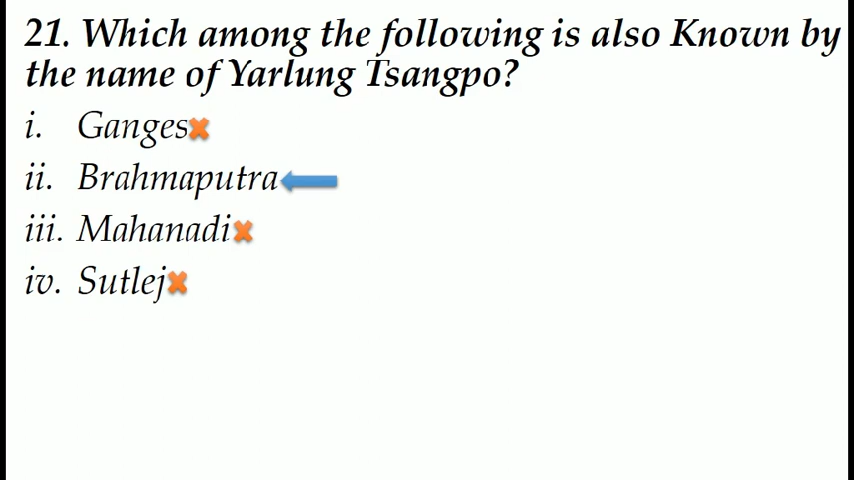 21. Which among the following is also Known by
the name of Yarlung Tsangpo?
i. Ganges
ii. Brahmaputra
iii. Mahanadi
iv. Sutlej